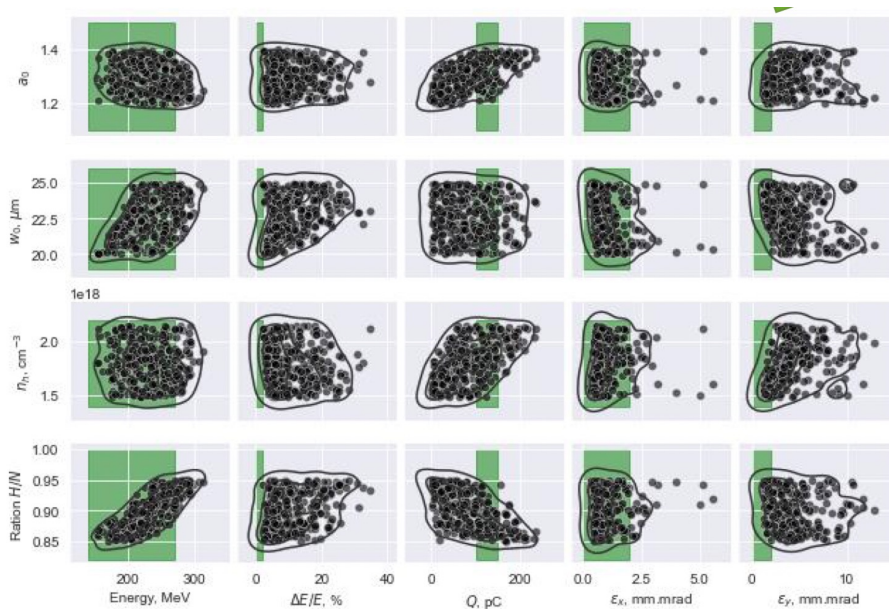 1.4
1.2
a₀
25.0
22.5
20.0
w₀, μm
1e18
2.0
1.5
nₕ, cm⁻³
1.00
0.95
0.90
0.85
Ration H/N
200 300
0 20 40
0 100 200
0.0 2.5 5.0
0 10
Energy, MeV
ΔE/E, %
Q, pC
εₓ, mm.mrad
ε_y, mm.mrad